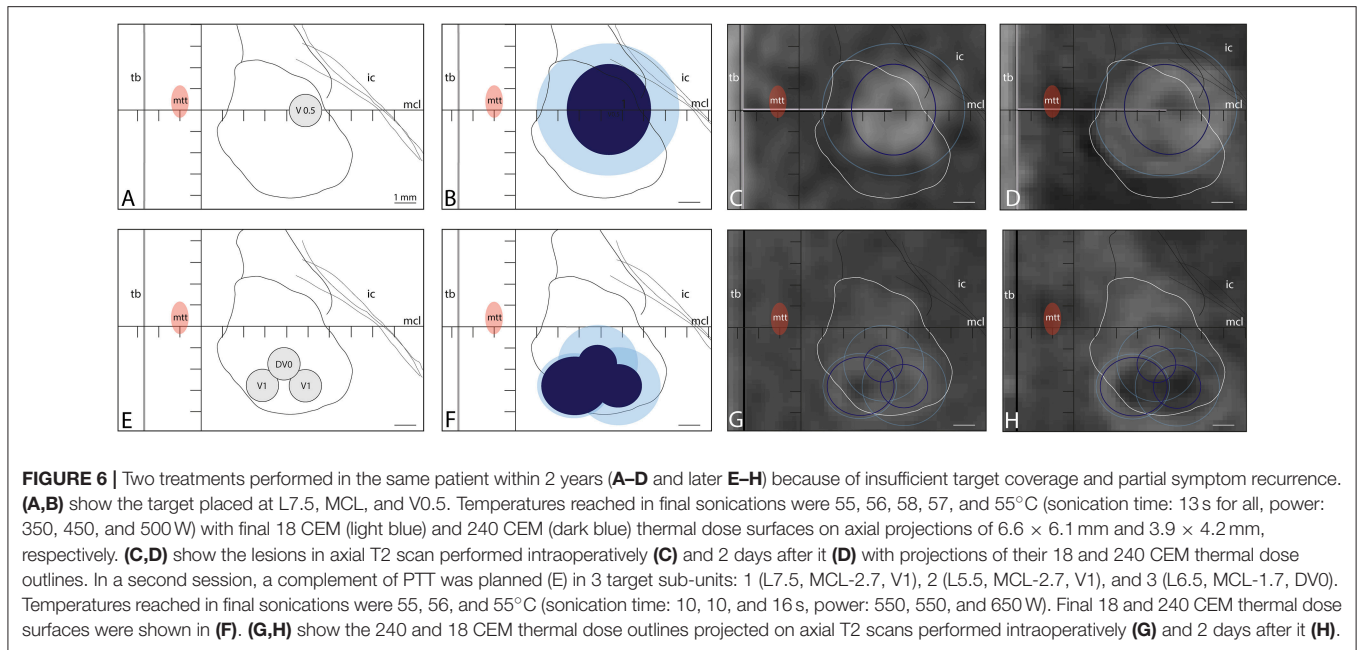 tb
mtt
V 0.5
ic
mcl
A
1 mm
tb
mtt
ic
mcl
B
tb
mtt
ic
mcl
C
tb
mtt
ic
mcl
D
tb
mtt
DV0
V1
V1
ic
mcl
E
tb
mtt
ic
mcl
F
tb
mtt
ic
mcl
G
tb
mtt
ic
mcl
H
FIGURE 6 | Two treatments performed in the same patient within 2 years (A–D and later E–H) because of insufficient target coverage and partial symptom recurrence.
(A,B) show the target placed at L7.5, MCL, and V0.5. Temperatures reached in final sonications were 55, 56, 58, 57, and 55°C (sonication time: 13 s for all, power:
350, 450, and 500 W) with final 18 CEM (light blue) and 240 CEM (dark blue) thermal dose surfaces on axial projections of 6.6 × 6.1 mm and 3.9 × 4.2 mm,
respectively. (C,D) show the lesions in axial T2 scan performed intraoperatively (C) and 2 days after it (D) with projections of their 18 and 240 CEM thermal dose
outlines. In a second session, a complement of PTT was planned (E) in 3 target sub-units: 1 (L7.5, MCL-2.7, V1), 2 (L5.5, MCL-2.7, V1), and 3 (L6.5, MCL-1.7, DV0).
Temperatures reached in final sonications were 55, 56, and 55°C (sonication time: 10, 10, and 16 s, power: 550, 550, and 650 W). Final 18 and 240 CEM thermal dose
surfaces were shown in (F). (G,H) show the 240 and 18 CEM thermal dose outlines projected on axial T2 scans performed intraoperatively (G) and 2 days after it (H).